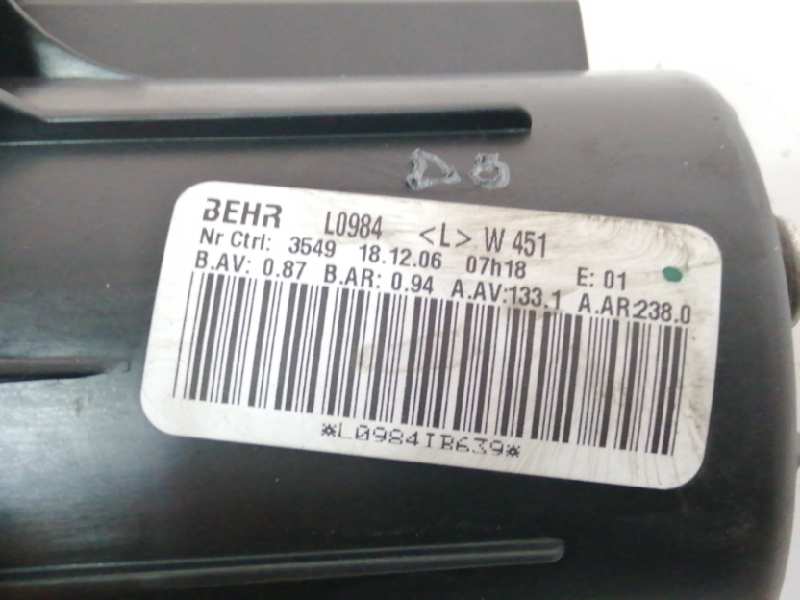 BEHR L0984 <L> W 451
Nr Ctrl: 3549 18.12.06 07h18 E: 01
B.AV: 0.87 B.AR: 0.94 A.AV:133.1 A.AR:238.0
*L0984IB639*